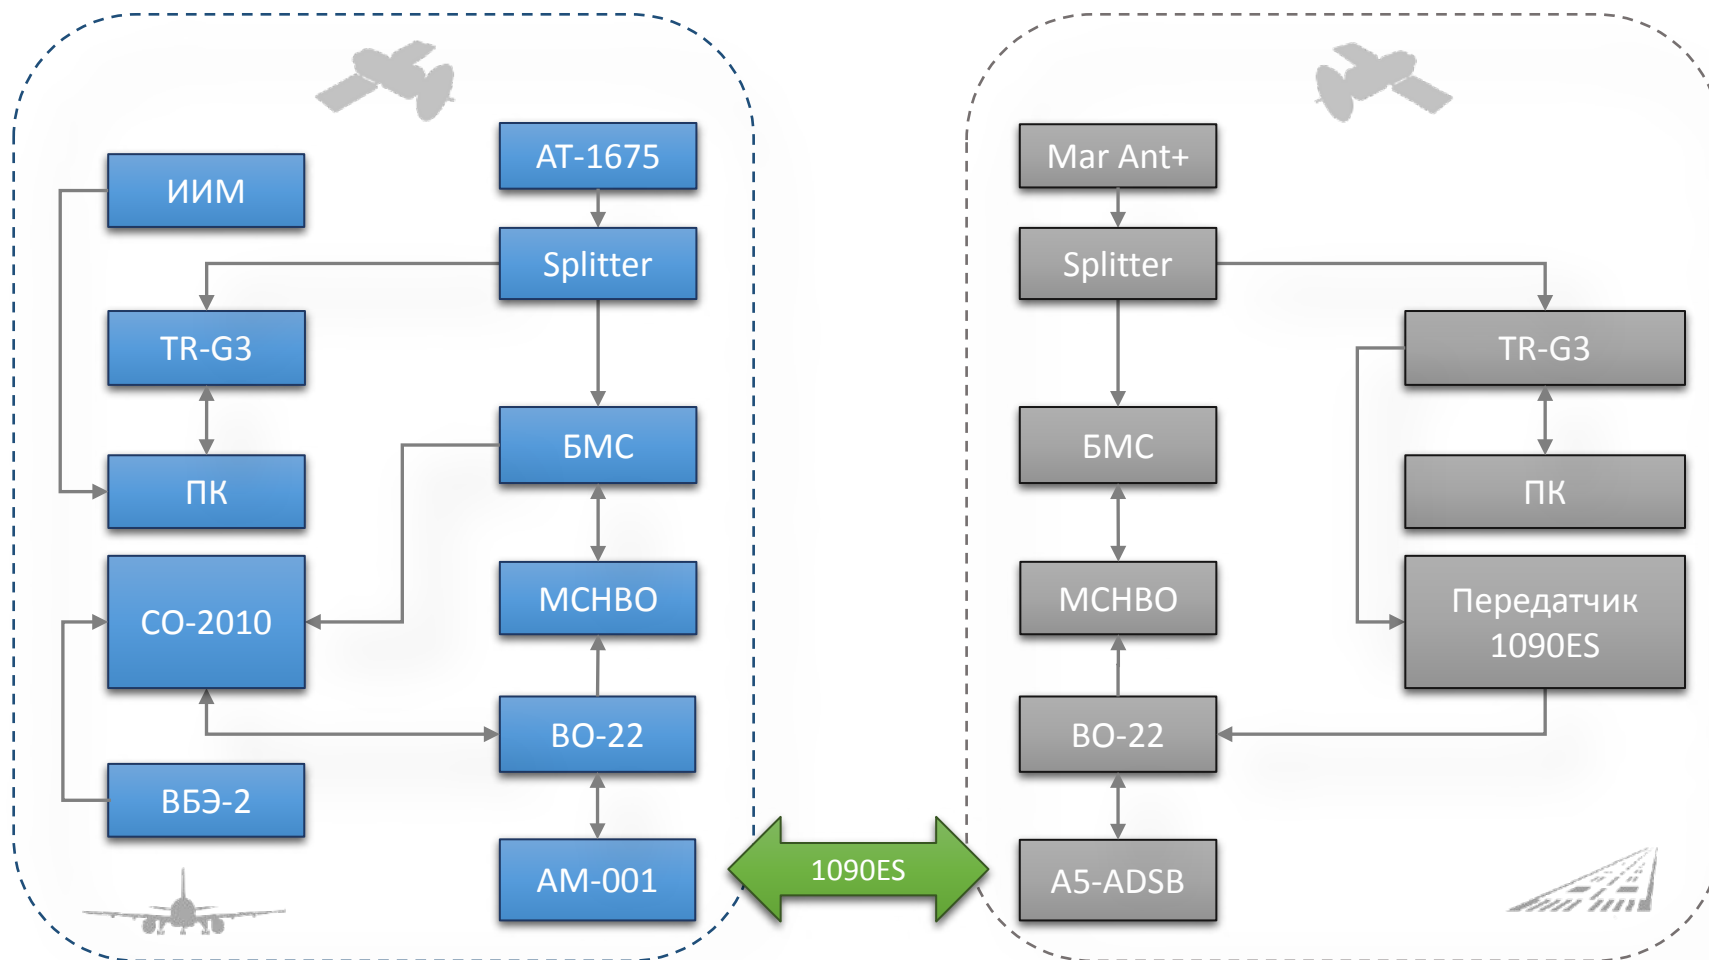 ИИМ
AT-1675
Splitter
TR-G3
БМС
ПК
СО-2010
МСНВО
ВО-22
ВБЭ-2
АМ-001
1090ES
Mar Ant+
Splitter
TR-G3
БМС
ПК
МСНВО
Передатчик
1090ES
ВО-22
A5-ADSB